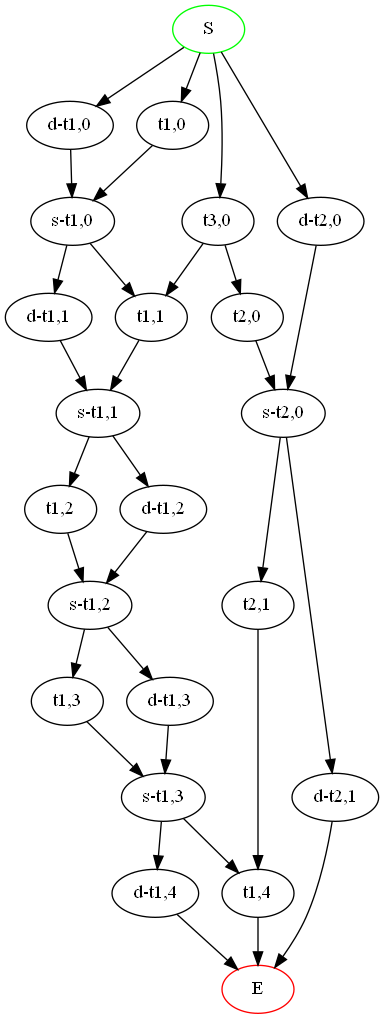 S
d-t1,0
t1,0
s-t1,0
t3,0
d-t2,0
d-t1,1
t1,1
t2,0
s-t1,1
s-t2,0
t1,2
d-t1,2
s-t1,2
t2,1
t1,3
d-t1,3
s-t1,3
d-t2,1
d-t1,4
t1,4
E